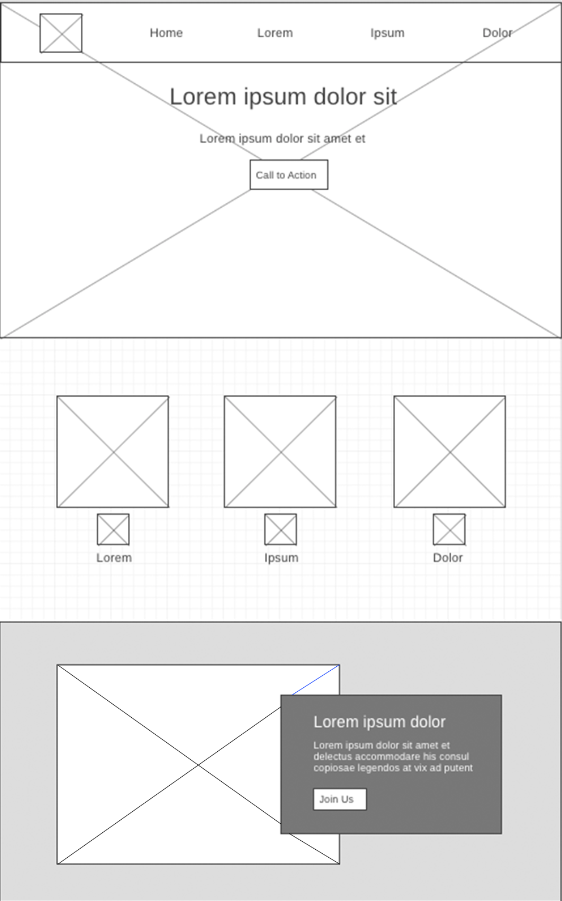 Home Lorem Ipsum Dolor
Lorem ipsum dolor sit
Lorem ipsum dolor sit amet et
Call to Action
Lorem Ipsum Dolor
Lorem ipsum dolor
Lorem ipsum dolor sit amet et
delectus accommodare his consul
copiosae legendos at vix ad putent
Join Us